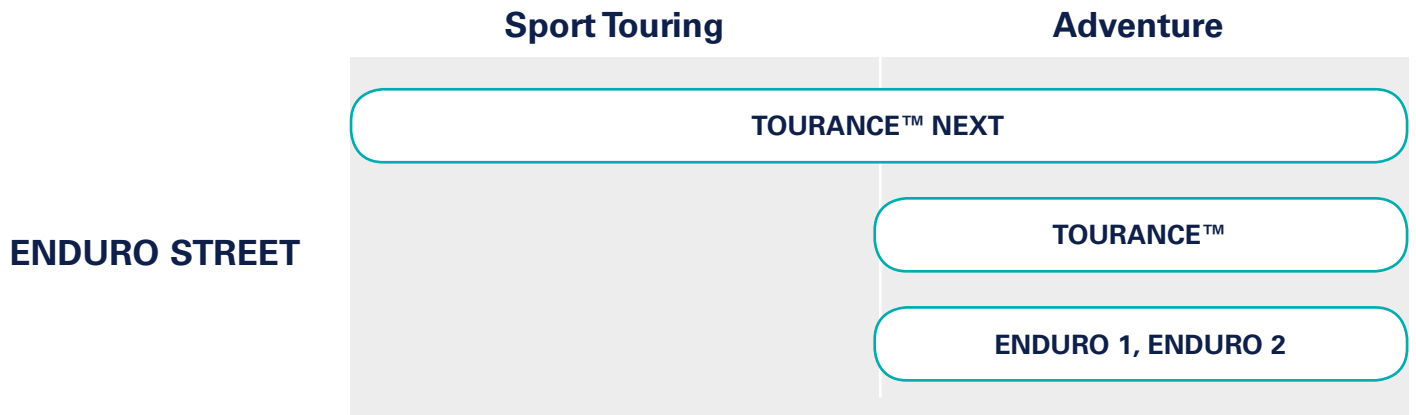 Sport Touring
Adventure
TOURANCE™ NEXT
TOURANCE™
ENDURO STREET
ENDURO 1, ENDURO 2